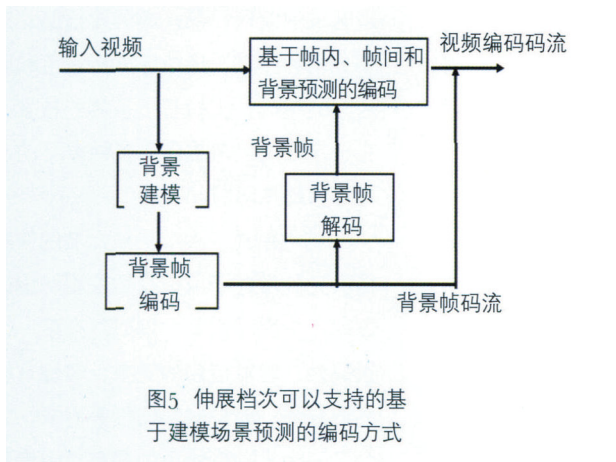 输入视频
基于帧内、帧间和
背景预测的编码
视频编码码流
背景帧
背景
建模
背景帧
解码
背景帧
编码
背景帧码流
图5 伸展档次可以支持的基
于建模场景预测的编码方式